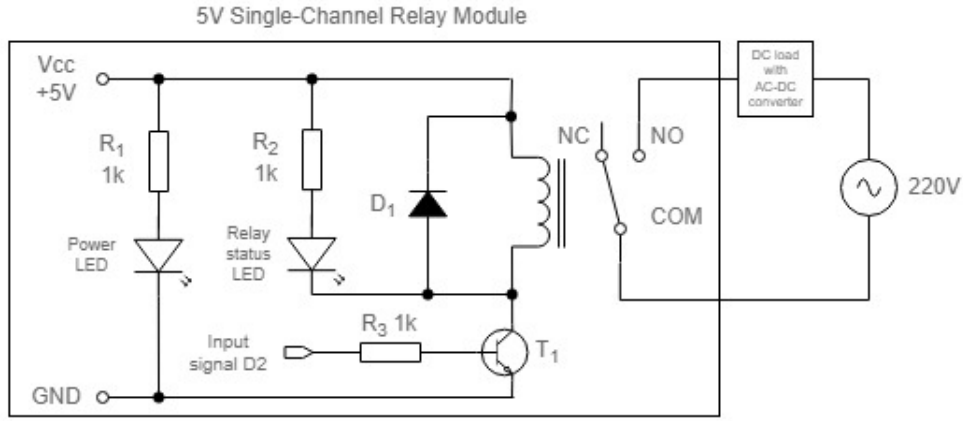 5V Single-Channel Relay Module
Vcc
+5V
R1
1k
R2
1k
D1
NC
NO
COM
DC load
with
AC-DC
converter
220V
Power
LED
Relay
status
LED
R3 1k
Input
signal D2
T1
GND